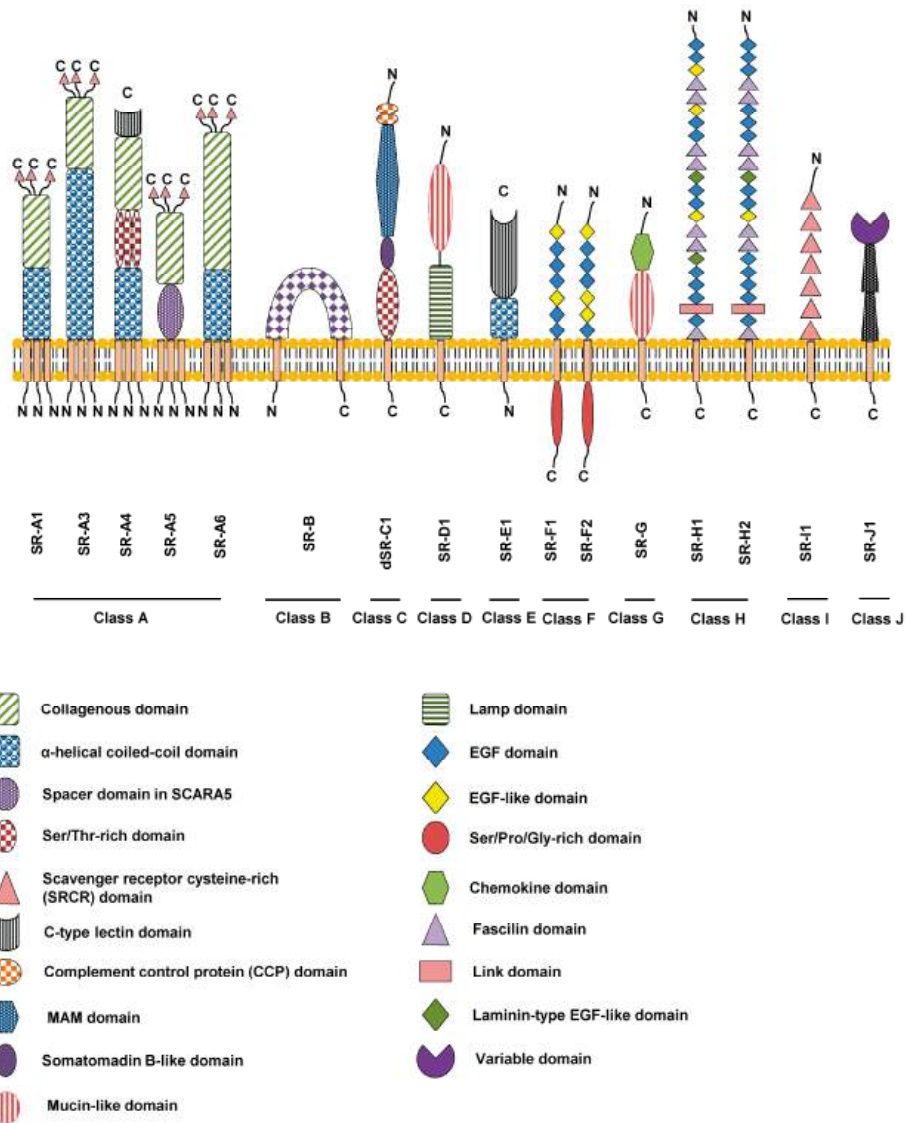 N N
C C C
C
C C C
N
N
C C C
C C C
C
N N
N
N
N N N N N N N N N N N N N N N
N C C C N C C C C C
C C
SR-A1 SR-A3 SR-A4 SR-A5 SR-A6 SR-B dSR-C1 SR-D1 SR-E1 SR-F1 SR-F2 SR-G SR-H1 SR-H2 SR-I1 SR-J1
Class A Class B Class C Class D Class E Class F Class G Class H Class I Class J
Collagenous domain
α-helical coiled-coil domain
Spacer domain in SCARA5
Ser/Thr-rich domain
Scavenger receptor cysteine-rich
(SRCR) domain
C-type lectin domain
Complement control protein (CCP) domain
MAM domain
Somatomadin B-like domain
Mucin-like domain
Lamp domain
EGF domain
EGF-like domain
Ser/Pro/Gly-rich domain
Chemokine domain
Fascilin domain
Link domain
Laminin-type EGF-like domain
Variable domain